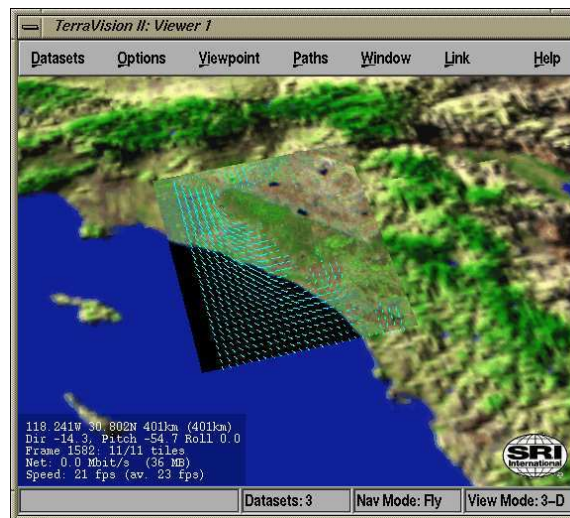 TerraVision II: Viewer 1
Datasets Options Viewpoint Paths Window Link Help
118.241W 30.802N 401km (401km)
Dir -14.3, Pitch -54.7 Roll 0.0
Frame 1582: 11/11 tiles
Net: 0.0 Mbit/s (36 MB)
Speed: 21 fps (av. 23 fps)
SRI
International
Datasets: 3 Nav Mode: Fly View Mode: 3-D